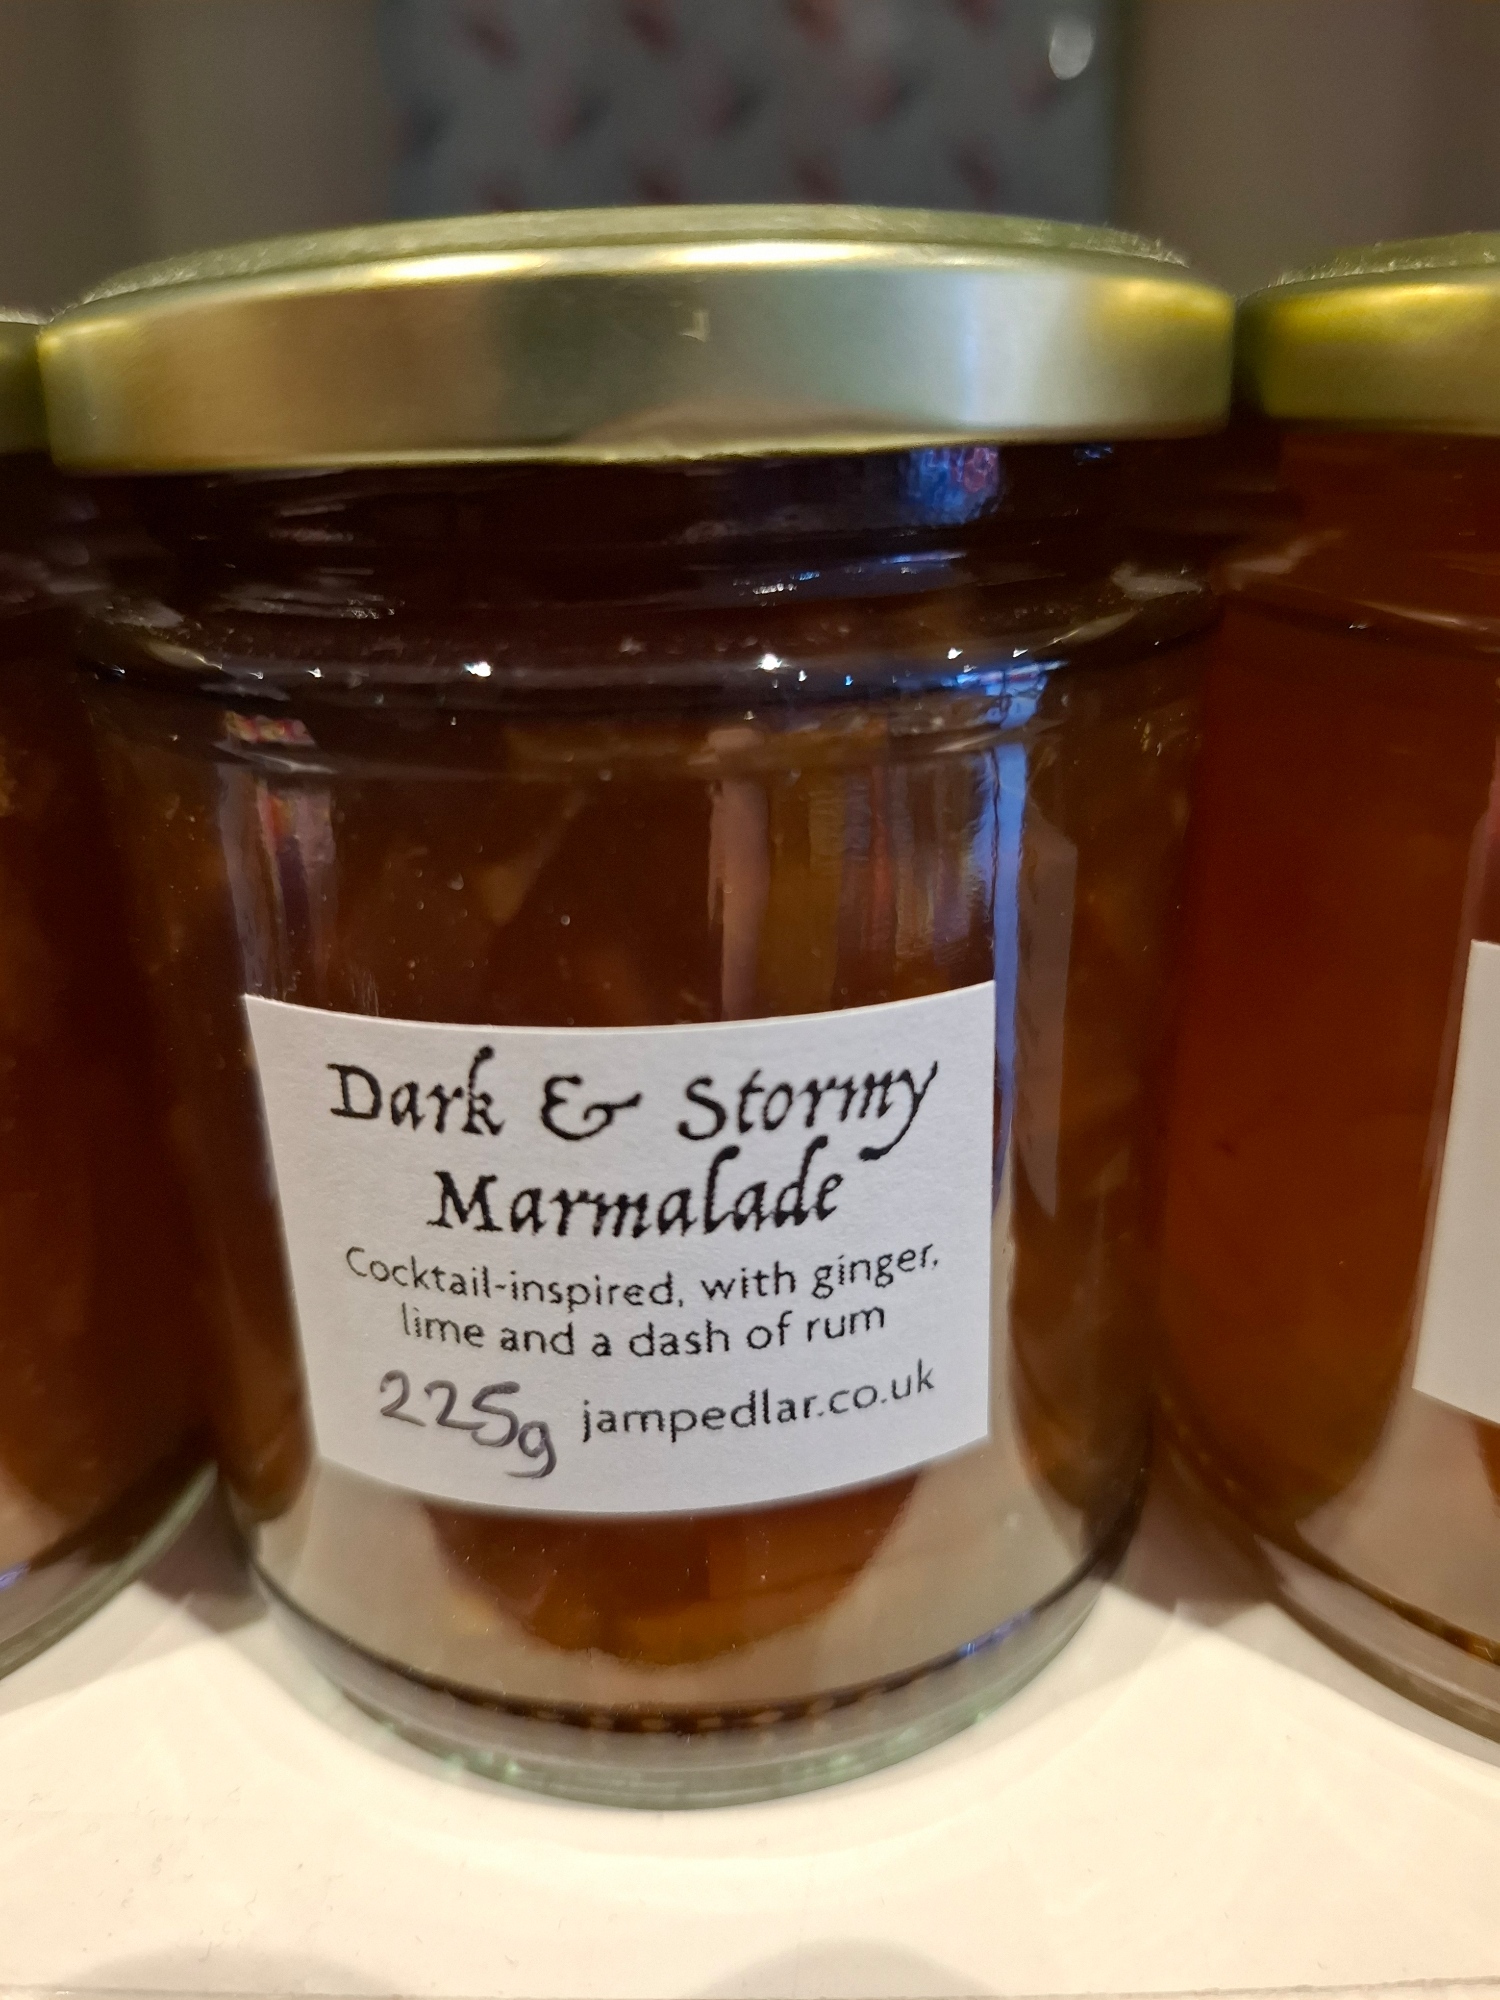 Dark & Stormy
Marmalade
Cocktail-inspired, with ginger,
lime and a dash of rum
225g jampedlar.co.uk